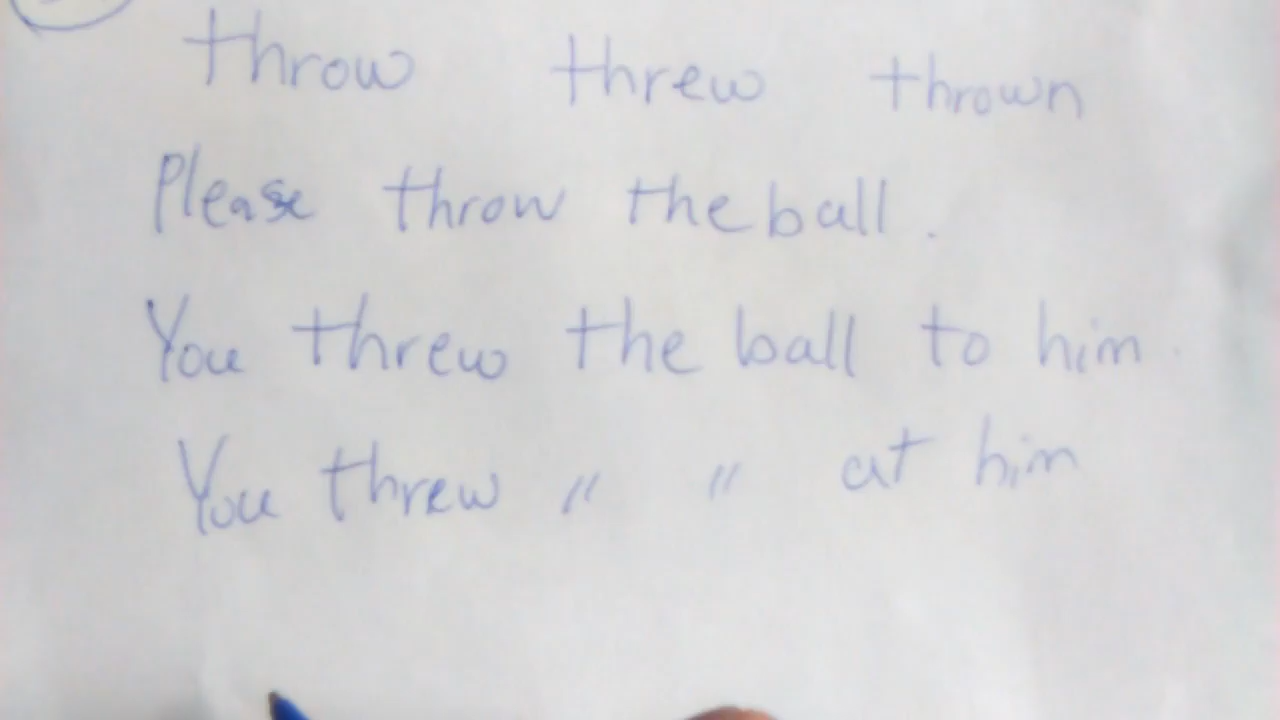 throw threw thrown
Please throw the ball.
You threw the ball to him.
You threw " " at him